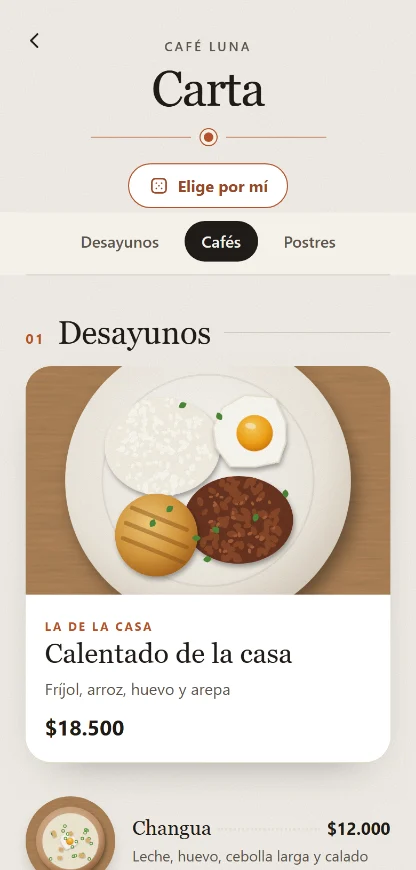 CAFÉ LUNA
Carta
Elige por mí
Desayunos
Cafés
Postres
01 Desayunos
LA DE LA CASA
Calentado de la casa
Fríjol, arroz, huevo y arepa
$18.500
Changua $12.000
Leche, huevo, cebolla larga y calado